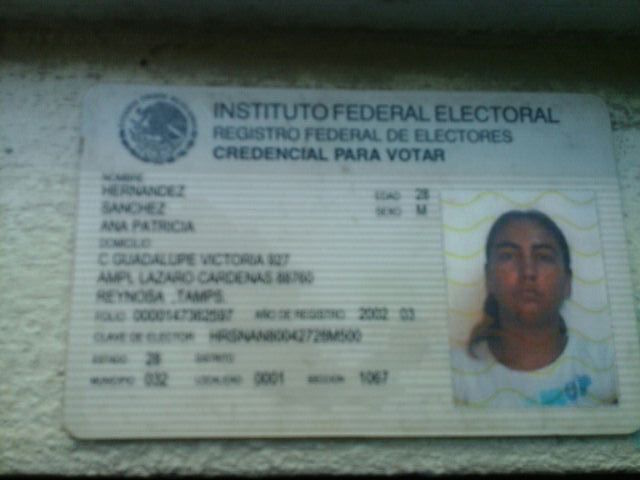 INSTITUTO FEDERAL ELECTORAL
REGISTRO FEDERAL DE ELECTORES
CREDENCIAL PARA VOTAR
NOMBRE
HERNANDEZ
EDAD 28
SANCHEZ
SEXO M
ANA PATRICIA
DOMICILIO
C GUADALUPE VICTORIA 927
AMPL LAZARO CARDENAS 88760
REYNOSA ,TAMPS.
FOLIO 0000147362597 AÑO DE REGISTRO 2002 03
CLAVE DE ELECTOR HRSNAN80042728M500
ESTADO 28 DISTRITO
MUNICIPIO 032 LOCALIDAD 0001 SECCION 1067